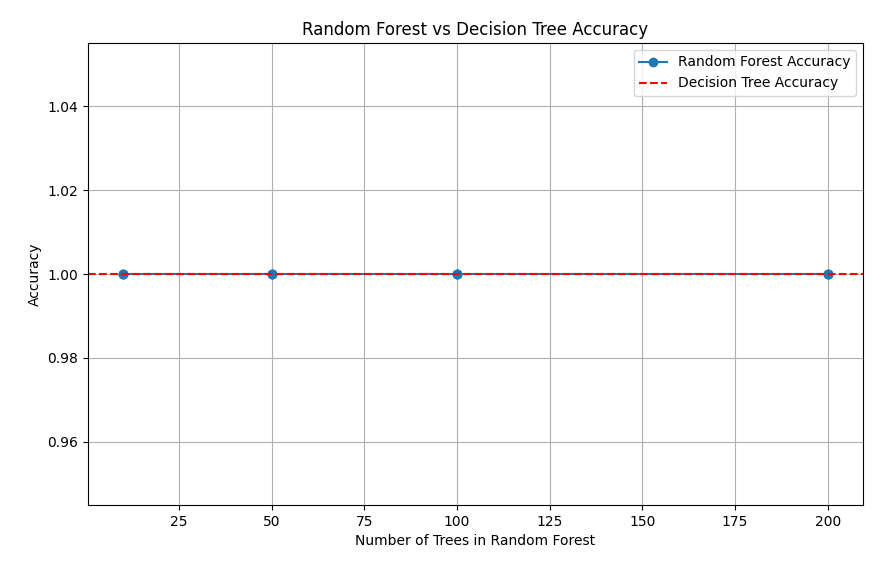 Random Forest vs Decision Tree Accuracy
Random Forest Accuracy
Decision Tree Accuracy
Accuracy
1.04
1.02
1.00
0.98
0.96
25 50 75 100 125 150 175 200
Number of Trees in Random Forest